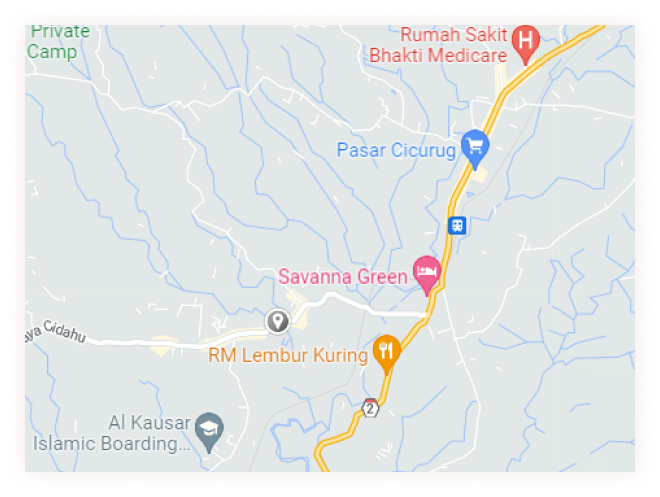 Private
Camp
Rumah Sakit
Bhakti Medicare
H
Pasar Cicurug
Savanna Green
Cidahu
RM Lembur Kuring
2
Al Kausar
Islamic Boarding...